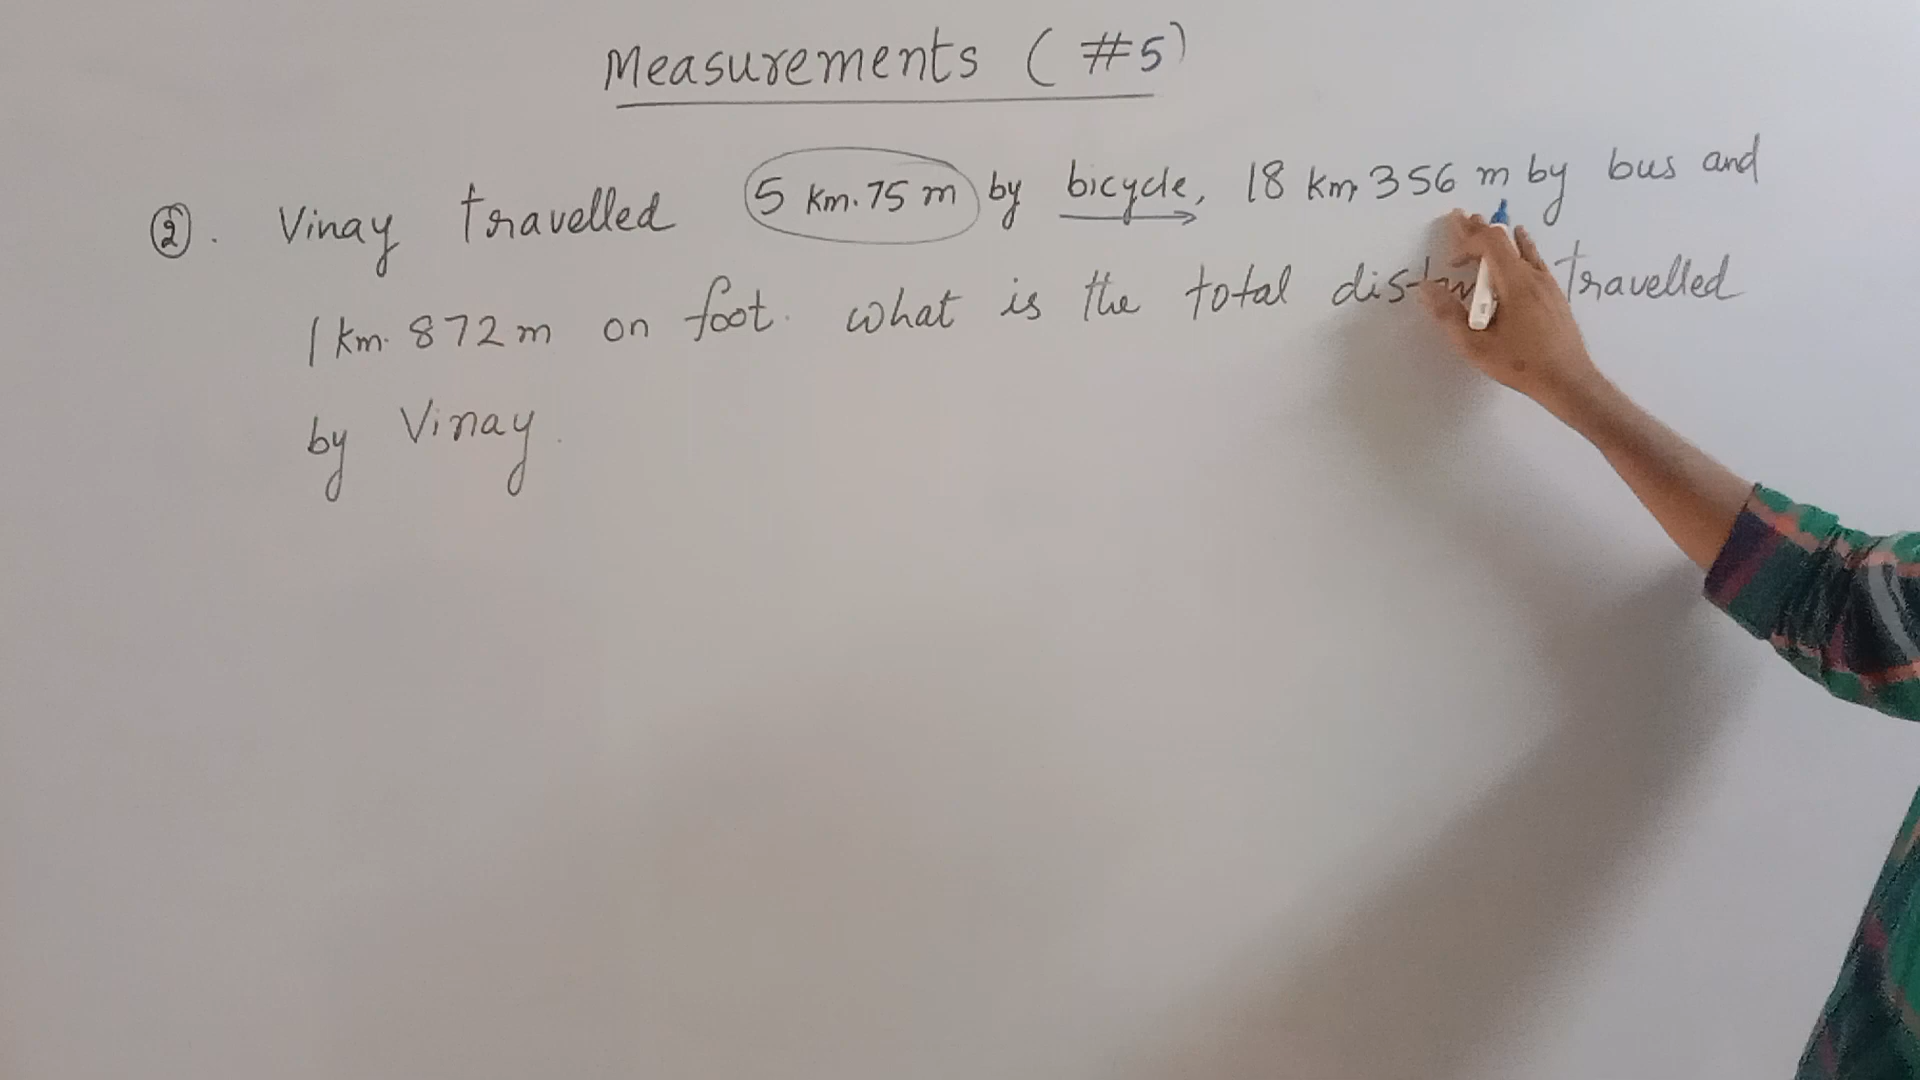 Measurements (#5)
②. Vinay travelled 5 km. 75 m by bicycle, 18 km 356 m by bus and
1 km. 872 m on foot. what is the total travelled
by Vinay.